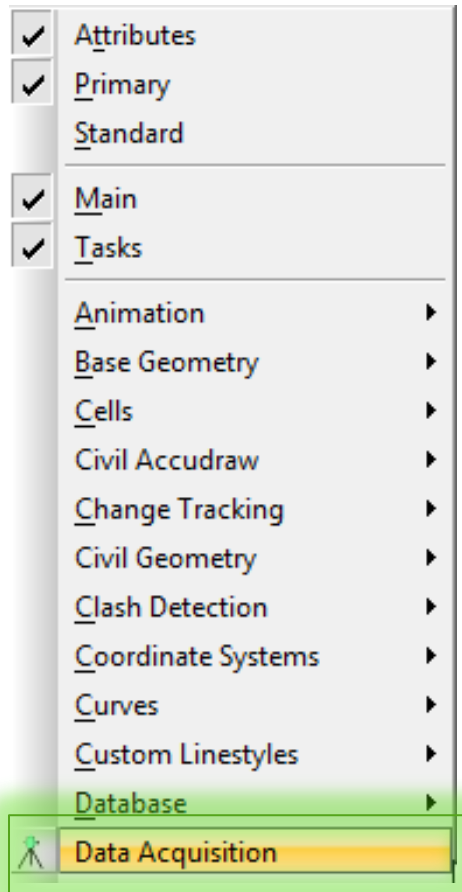 Attributes
Primary
Standard
Main
Tasks
Animation
Base Geometry
Cells
Civil Accudraw
Change Tracking
Civil Geometry
Clash Detection
Coordinate Systems
Curves
Custom Linestyles
Database
Data Acquisition